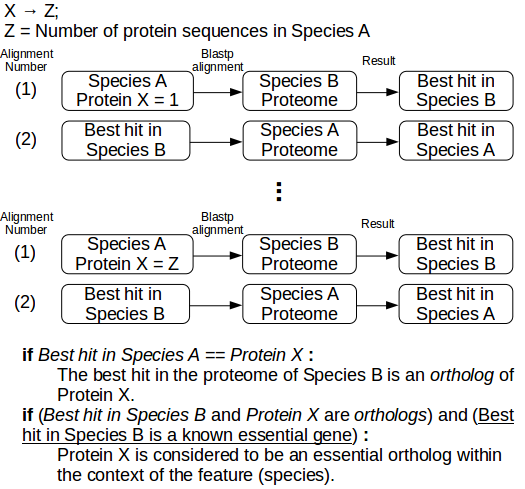 X → Z;
Z = Number of protein sequences in Species A
Alignment Number
Blastp alignment
Result
(1)
Species A
Protein X = 1
Species B
Proteome
Best hit in
Species B
(2)
Best hit in
Species B
Species A
Proteome
Best hit in
Species A
⋮
Alignment Number
Blastp alignment
Result
(1)
Species A
Protein X = Z
Species B
Proteome
Best hit in
Species B
(2)
Best hit in
Species B
Species A
Proteome
Best hit in
Species A
if Best hit in Species A == Protein X :
The best hit in the proteome of Species B is an ortholog of
Protein X.
if (Best hit in Species B and Protein X are orthologs) and (Best
hit in Species B is a known essential gene) :
Protein X is considered to be an essential ortholog within
the context of the feature (species).